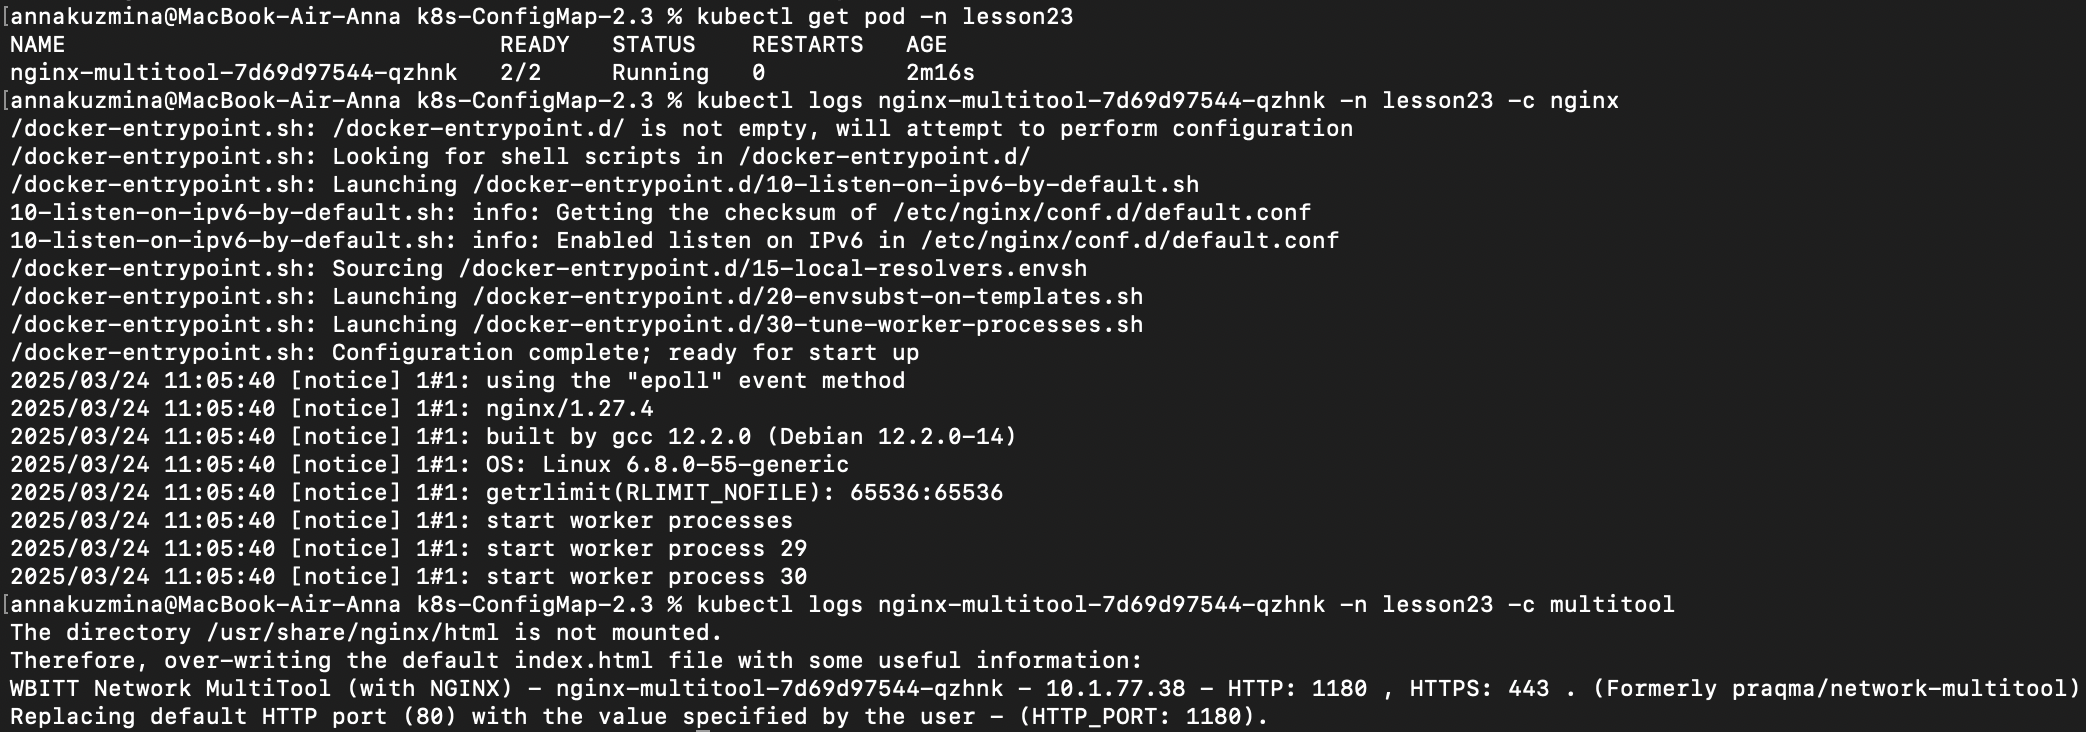 [annakuzmina@MacBook-Air-Anna k8s-ConfigMap-2.3 % kubectl get pod -n lesson23
NAME                               READY   STATUS    RESTARTS   AGE
nginx-multitool-7d69d97544-qzhnk   2/2     Running   0          2m16s
[annakuzmina@MacBook-Air-Anna k8s-ConfigMap-2.3 % kubectl logs nginx-multitool-7d69d97544-qzhnk -n lesson23 -c nginx
/docker-entrypoint.sh: /docker-entrypoint.d/ is not empty, will attempt to perform configuration
/docker-entrypoint.sh: Looking for shell scripts in /docker-entrypoint.d/
/docker-entrypoint.sh: Launching /docker-entrypoint.d/10-listen-on-ipv6-by-default.sh
10-listen-on-ipv6-by-default.sh: info: Getting the checksum of /etc/nginx/conf.d/default.conf
10-listen-on-ipv6-by-default.sh: info: Enabled listen on IPv6 in /etc/nginx/conf.d/default.conf
/docker-entrypoint.sh: Sourcing /docker-entrypoint.d/15-local-resolvers.envsh
/docker-entrypoint.sh: Launching /docker-entrypoint.d/20-envsubst-on-templates.sh
/docker-entrypoint.sh: Launching /docker-entrypoint.d/30-tune-worker-processes.sh
/docker-entrypoint.sh: Configuration complete; ready for start up
2025/03/24 11:05:40 [notice] 1#1: using the "epoll" event method
2025/03/24 11:05:40 [notice] 1#1: nginx/1.27.4
2025/03/24 11:05:40 [notice] 1#1: built by gcc 12.2.0 (Debian 12.2.0-14)
2025/03/24 11:05:40 [notice] 1#1: OS: Linux 6.8.0-55-generic
2025/03/24 11:05:40 [notice] 1#1: getrlimit(RLIMIT_NOFILE): 65536:65536
2025/03/24 11:05:40 [notice] 1#1: start worker processes
2025/03/24 11:05:40 [notice] 1#1: start worker process 29
2025/03/24 11:05:40 [notice] 1#1: start worker process 30
[annakuzmina@MacBook-Air-Anna k8s-ConfigMap-2.3 % kubectl logs nginx-multitool-7d69d97544-qzhnk -n lesson23 -c multitool
The directory /usr/share/nginx/html is not mounted.
Therefore, over-writing the default index.html file with some useful information:
WBITT Network MultiTool (with NGINX) - nginx-multitool-7d69d97544-qzhnk - 10.1.77.38 - HTTP: 1180 , HTTPS: 443 . (Formerly praqma/network-multitool)
Replacing default HTTP port (80) with the value specified by the user - (HTTP_PORT: 1180).